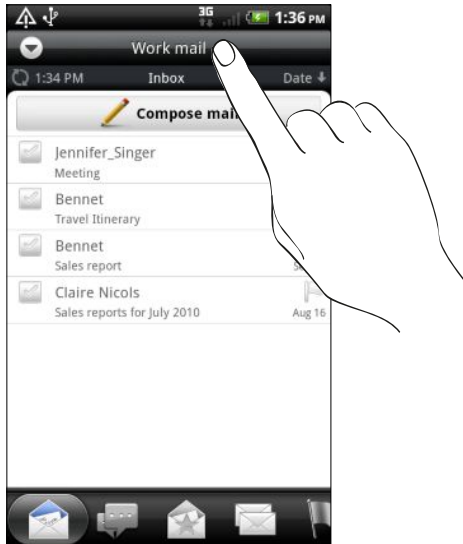 3G 1:36 PM
Work mail
1:34 PM Inbox Date
Compose mail
Jennifer_Singer
Meeting
Bennet
Travel Itinerary
Bennet
Sales report
Claire Nicols
Sales reports for July 2010 Aug 16